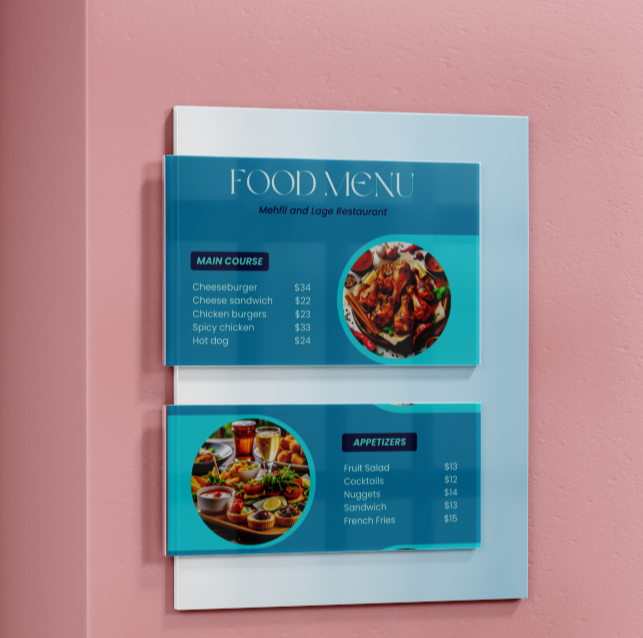 FOOD MENU
Mehfil and Lage Restaurant
MAIN COURSE
Cheeseburger $34
Cheese sandwich $22
Chicken burgers $23
Spicy chicken $33
Hot dog $24
APPETIZERS
Fruit Salad $13
Cocktails $12
Nuggets $14
Sandwich $13
French Fries $15